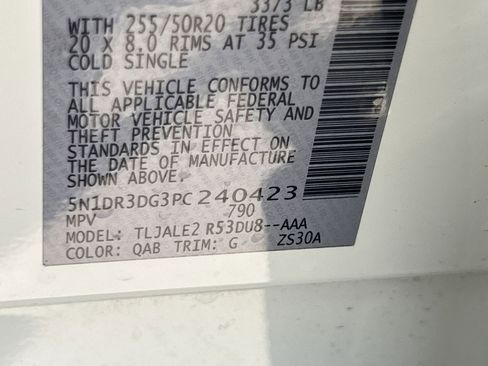 3373 LB
WITH 255/50R20 TIRES
20 X 8.0 RIMS AT 35 PSI
COLD SINGLE
THIS VEHICLE CONFORMS TO
ALL APPLICABLE FEDERAL
MOTOR VEHICLE SAFETY AND
THEFT PREVENTION
STANDARDS IN EFFECT ON
THE DATE OF MANUFACTURE
SHOWN ABOVE.
5N1DR3DG3PC240423
MPV 790
MODEL: TLJALE2 R53DU8--AAA
COLOR: QAB TRIM: G ZS30A